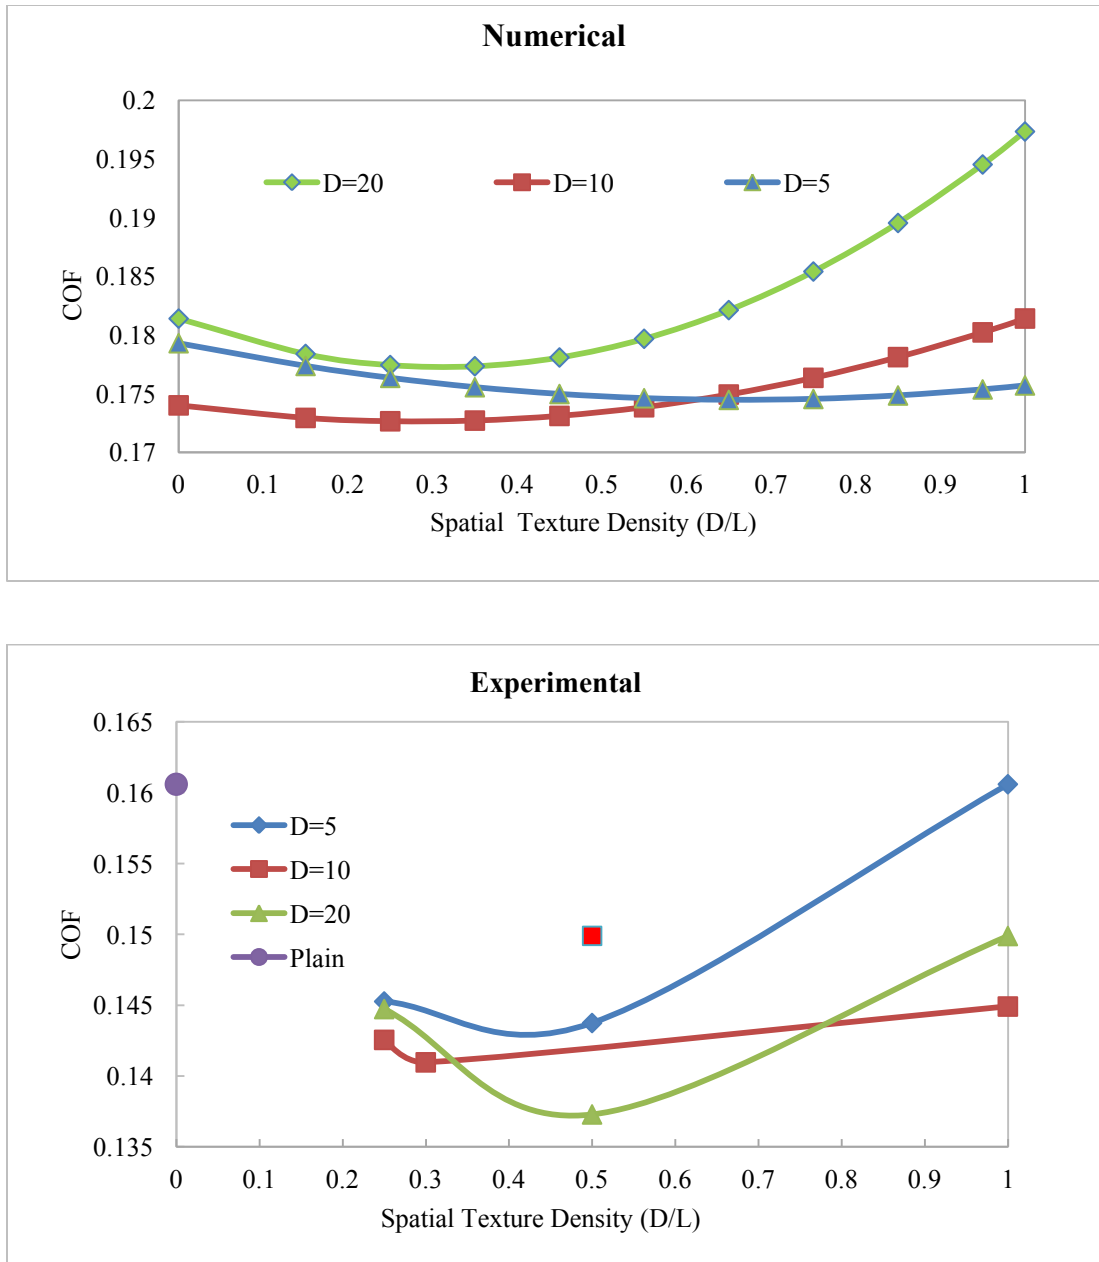 Numerical
0.2
0.195
0.19
0.185
0.18
0.175
0.17
COF
D=20 D=10 D=5
0 0.1 0.2 0.3 0.4 0.5 0.6 0.7 0.8 0.9 1
Spatial Texture Density (D/L)
Experimental
0.165
0.16
0.155
0.15
0.145
0.14
0.135
COF
D=5
D=10
D=20
Plain
0 0.1 0.2 0.3 0.4 0.5 0.6 0.7 0.8 0.9 1
Spatial Texture Density (D/L)